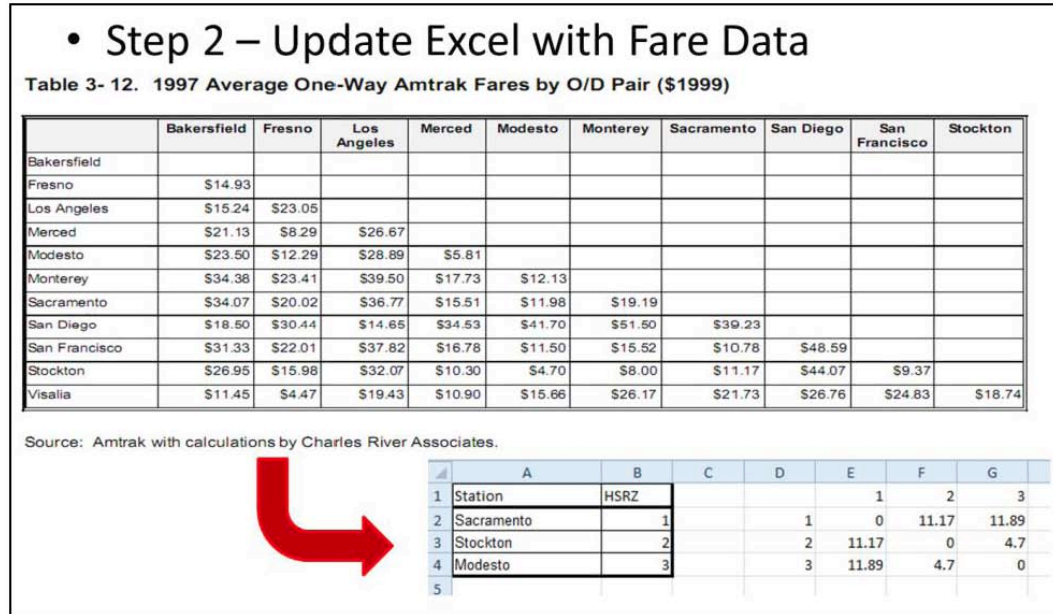 • Step 2 – Update Excel with Fare Data
Table 3- 12. 1997 Average One-Way Amtrak Fares by O/D Pair ($1999)
Bakersfield Fresno Los Angeles Merced Modesto Monterey Sacramento San Diego San Francisco Stockton
Bakersfield
Fresno $14.93
Los Angeles $15.24 $23.05
Merced $21.13 $8.29 $26.67
Modesto $23.50 $12.29 $28.89 $5.81
Monterey $34.38 $23.41 $39.50 $17.73 $12.13
Sacramento $34.07 $20.02 $36.77 $15.51 $11.98 $19.19
San Diego $18.50 $30.44 $14.65 $34.53 $41.70 $51.50 $39.23
San Francisco $31.33 $22.01 $37.82 $16.78 $11.50 $15.52 $10.78 $48.59
Stockton $26.95 $15.98 $32.07 $10.30 $4.70 $8.00 $11.17 $44.07 $9.37
Visalia $11.45 $4.47 $19.43 $10.90 $15.66 $26.17 $21.73 $26.76 $24.83 $18.74
Source: Amtrak with calculations by Charles River Associates.
A B C D E F G
1 Station HSRZ 1 2 3
2 Sacramento 1 1 0 11.17 11.89
3 Stockton 2 2 11.17 0 4.7
4 Modesto 3 3 11.89 4.7 0
5